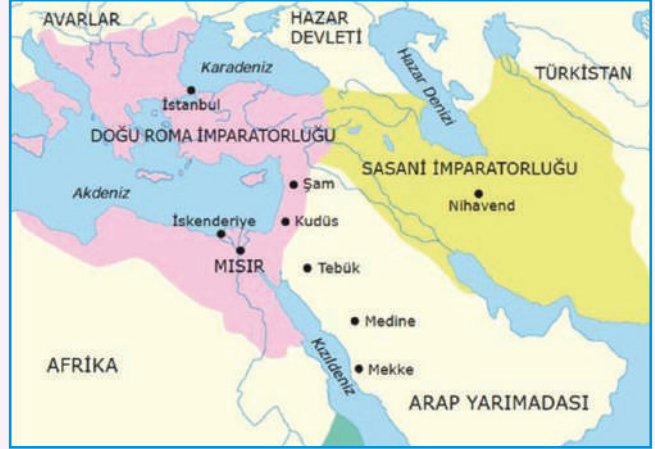 AVARLAR
HAZAR
DEVLETİ
Karadeniz
Hazar Denizi
TÜRKİSTAN
İstanbul
DOĞU ROMA İMPARATORLUĞU
SASANİ İMPARATORLUĞU
Akdeniz
Şam
Nihavend
İskenderiye
Kudüs
MISIR
Tebük
Medine
Kızıldeniz
AFRİKA
Mekke
ARAP YARIMADASI